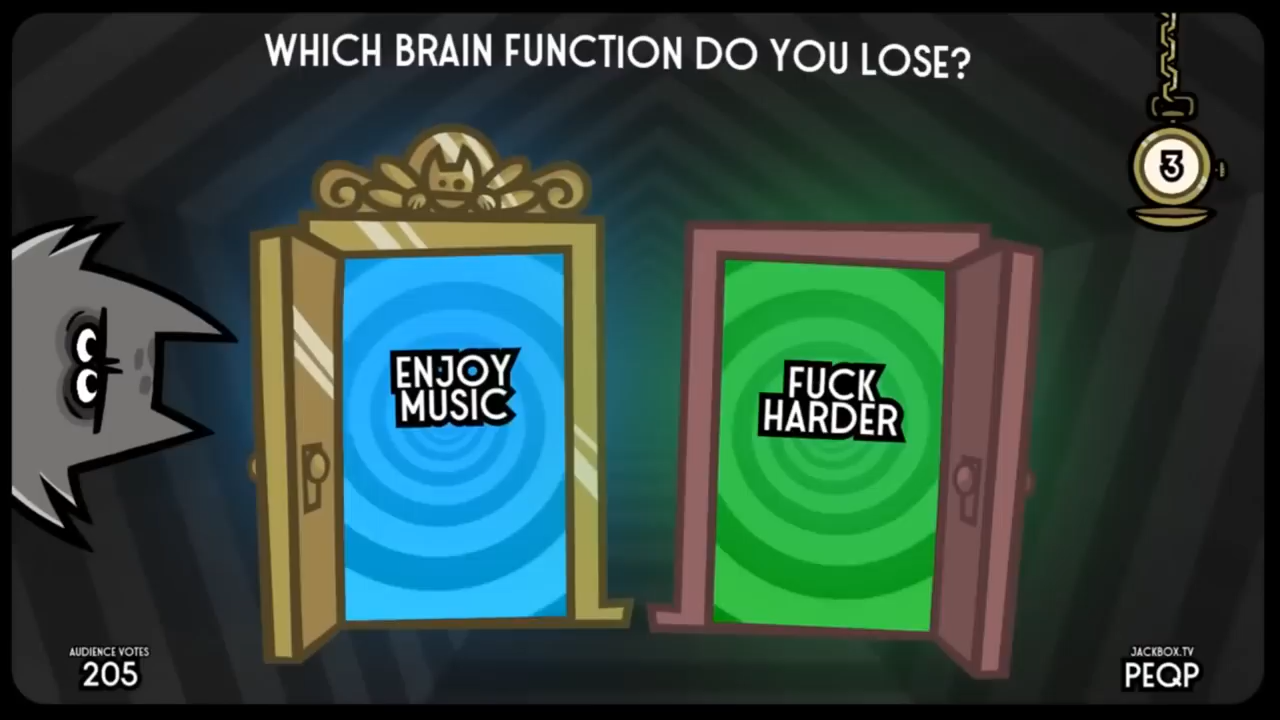 WHICH BRAIN FUNCTION DO YOU LOSE?
3
ENJOY
MUSIC
FUCK
HARDER
AUDIENCE VOTES
205
JACKBOX.TV
PEQP